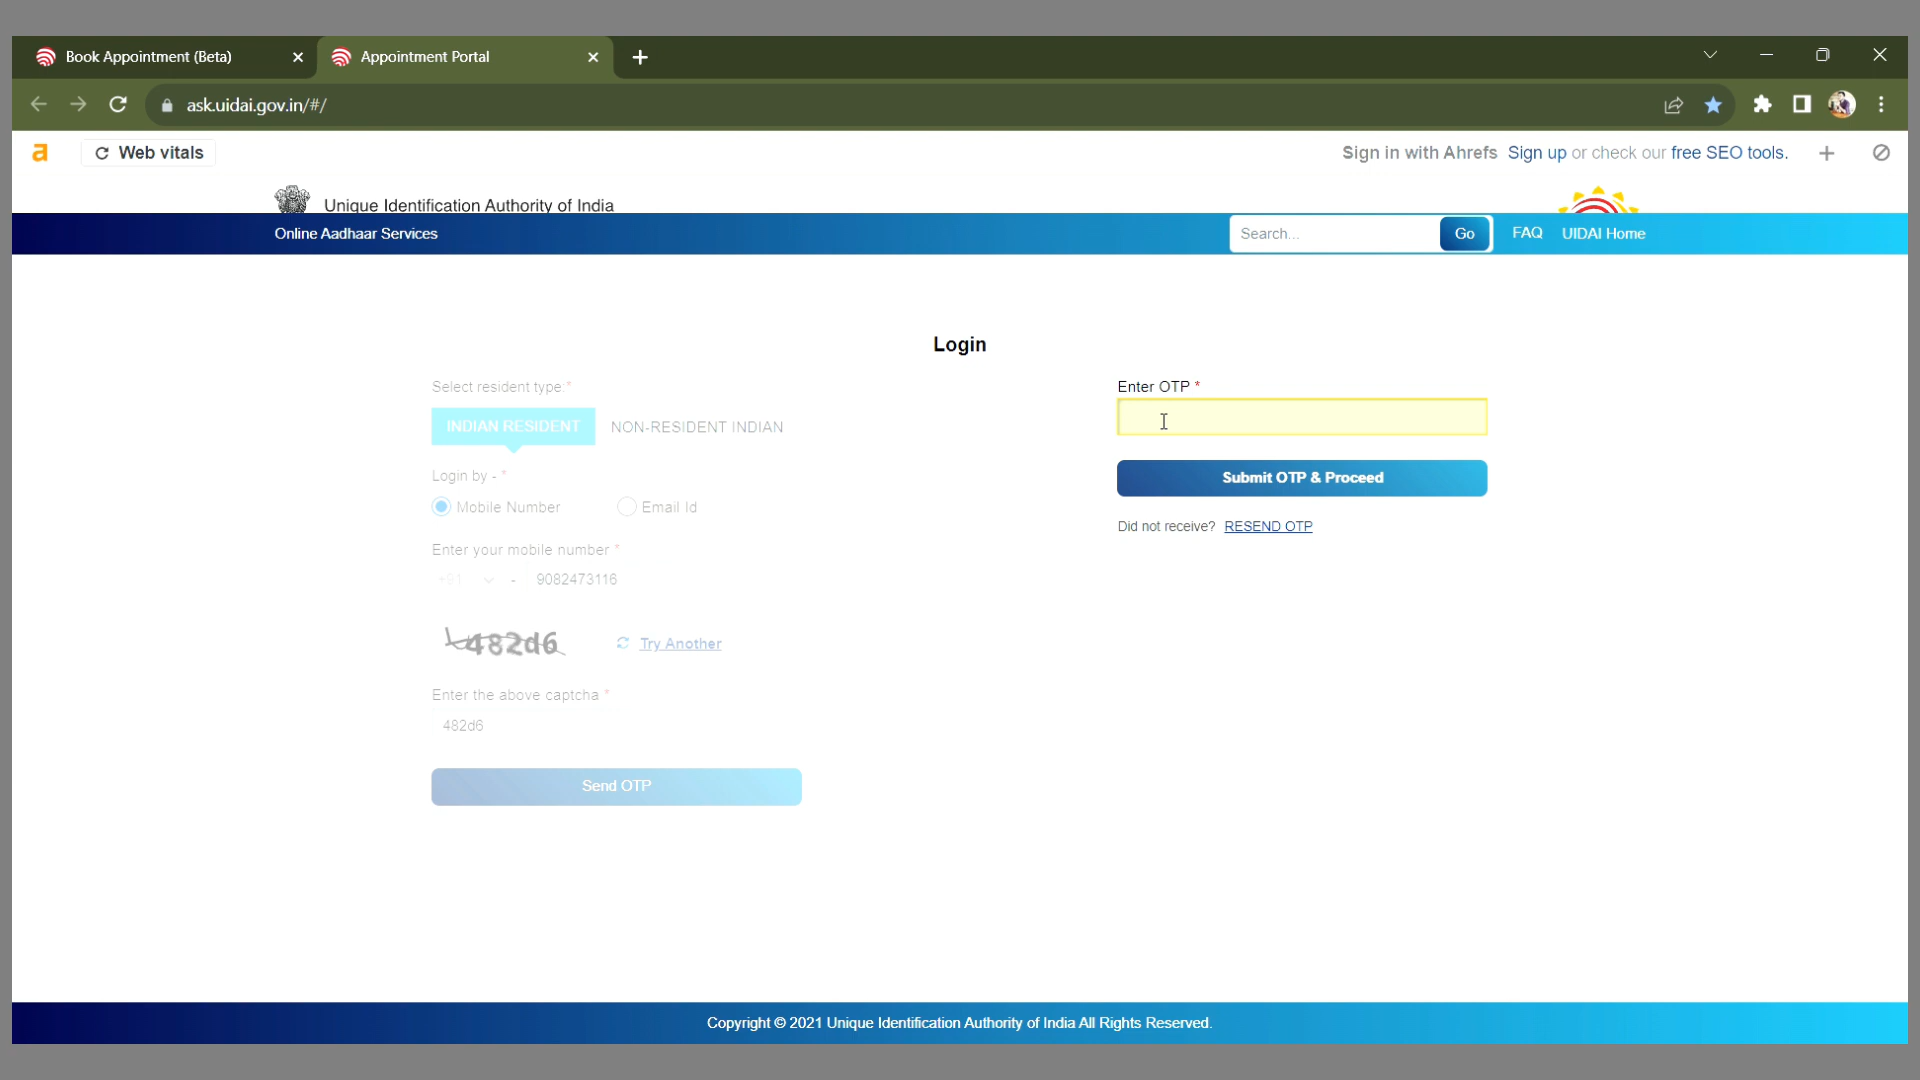 Book Appointment (Beta)
Appointment Portal
ask.uidai.gov.in/#/
a
Web vitals
Sign in with Ahrefs Sign up or check our free SEO tools.
Unique Identification Authority of India
Online Aadhaar Services
Search...
Go
FAQ
UIDAI Home
Login
Select resident type:*
INDIAN RESIDENT
NON-RESIDENT INDIAN
Login by - *
Mobile Number
Email Id
Enter your mobile number *
+91 - 9082473116
482d6
Try Another
Enter the above captcha *
482d6
Send OTP
Enter OTP *
Submit OTP & Proceed
Did not receive? RESEND OTP
Copyright © 2021 Unique Identification Authority of India All Rights Reserved.